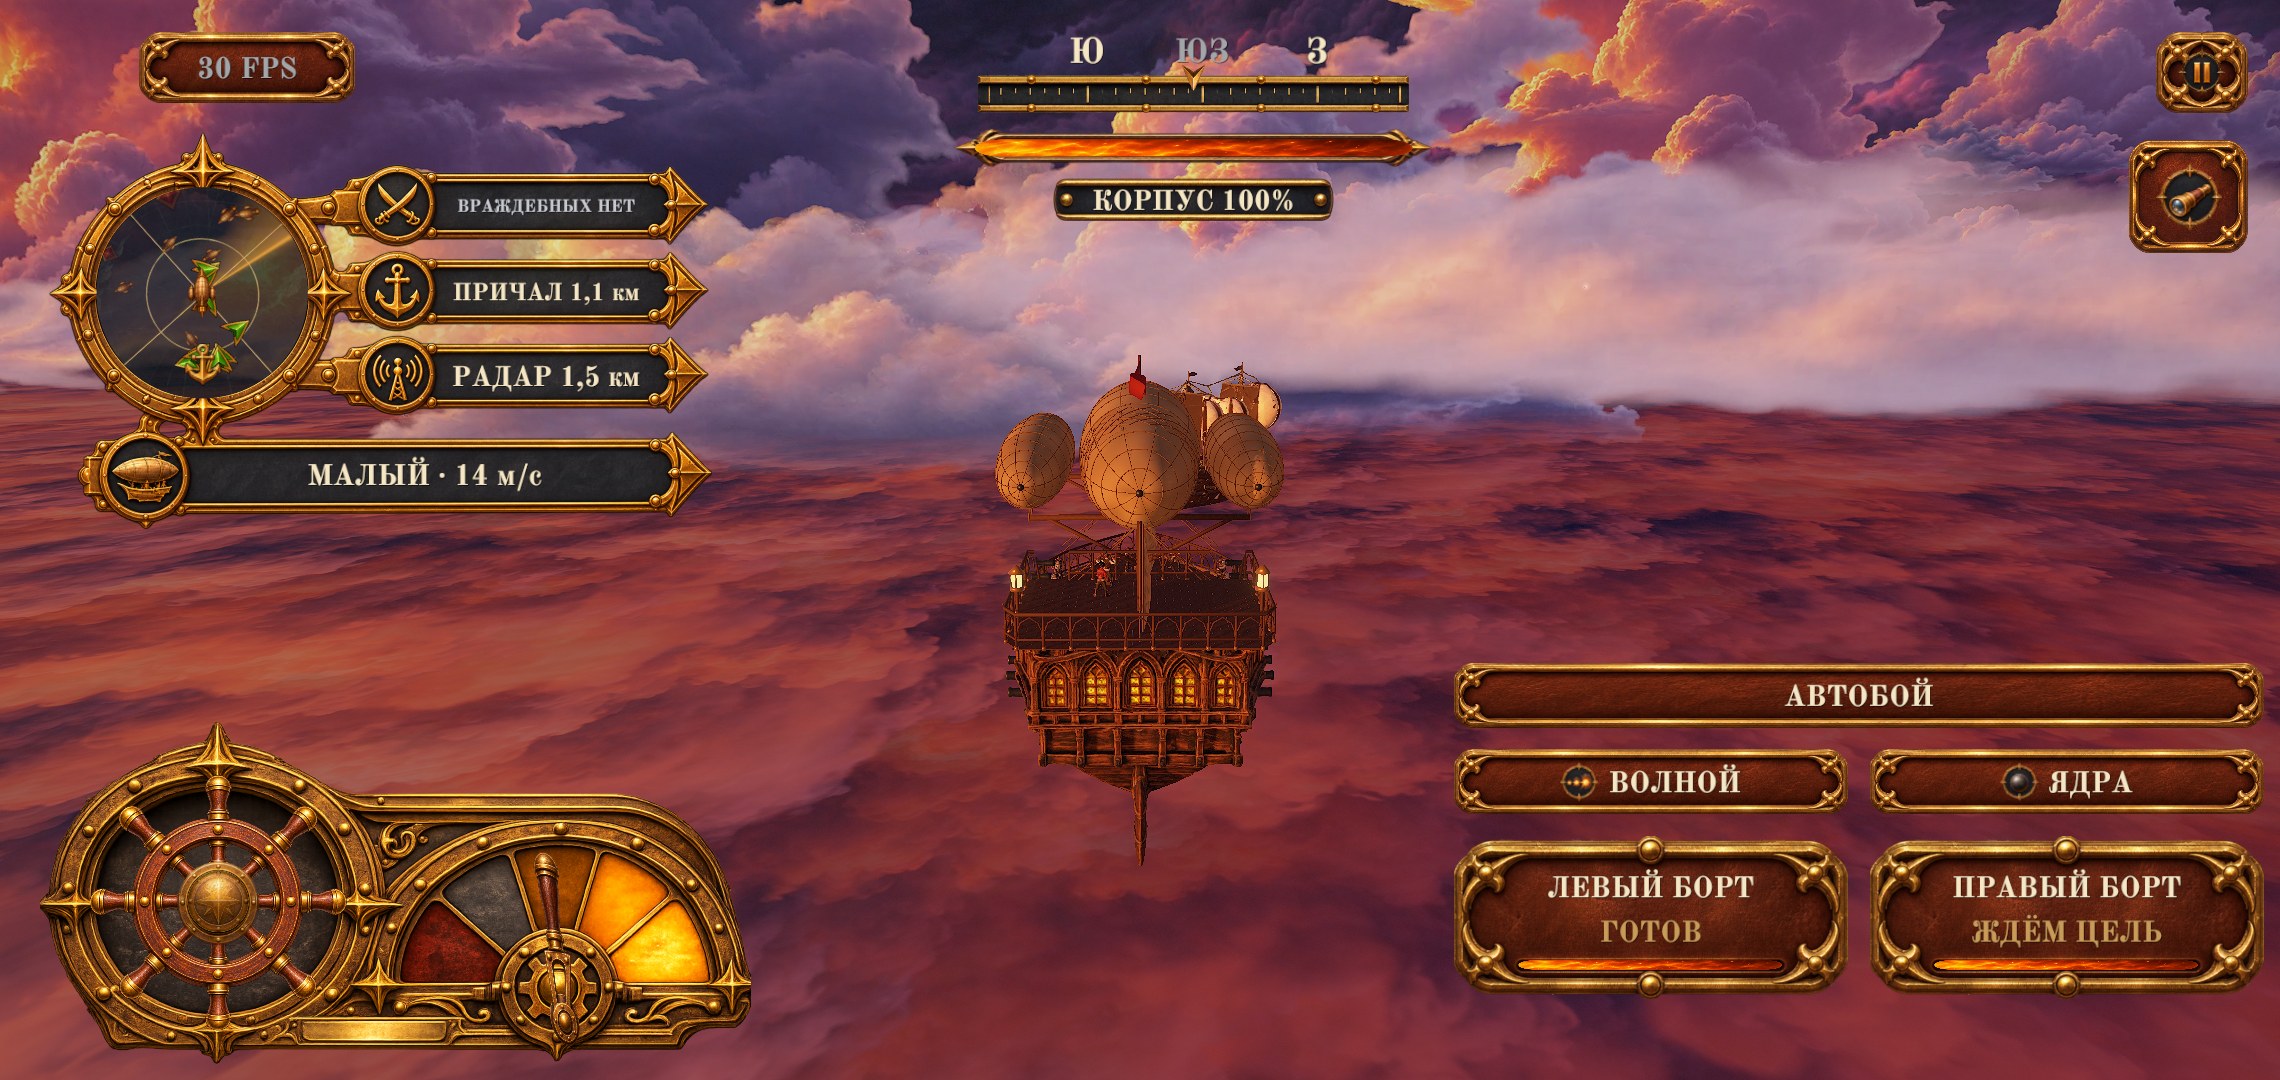 30 FPS
Ю ЮЗ З
КОРПУС 100%
ВРАЖДЕБНЫХ НЕТ
ПРИЧАЛ 1,1 км
РАДАР 1,5 км
МАЛЫЙ · 14 м/с
АВТОБОЙ
ВОЛНОЙ
ЯДРА
ЛЕВЫЙ БОРТ
ГОТОВ
ПРАВЫЙ БОРТ
ЖДЁМ ЦЕЛЬ